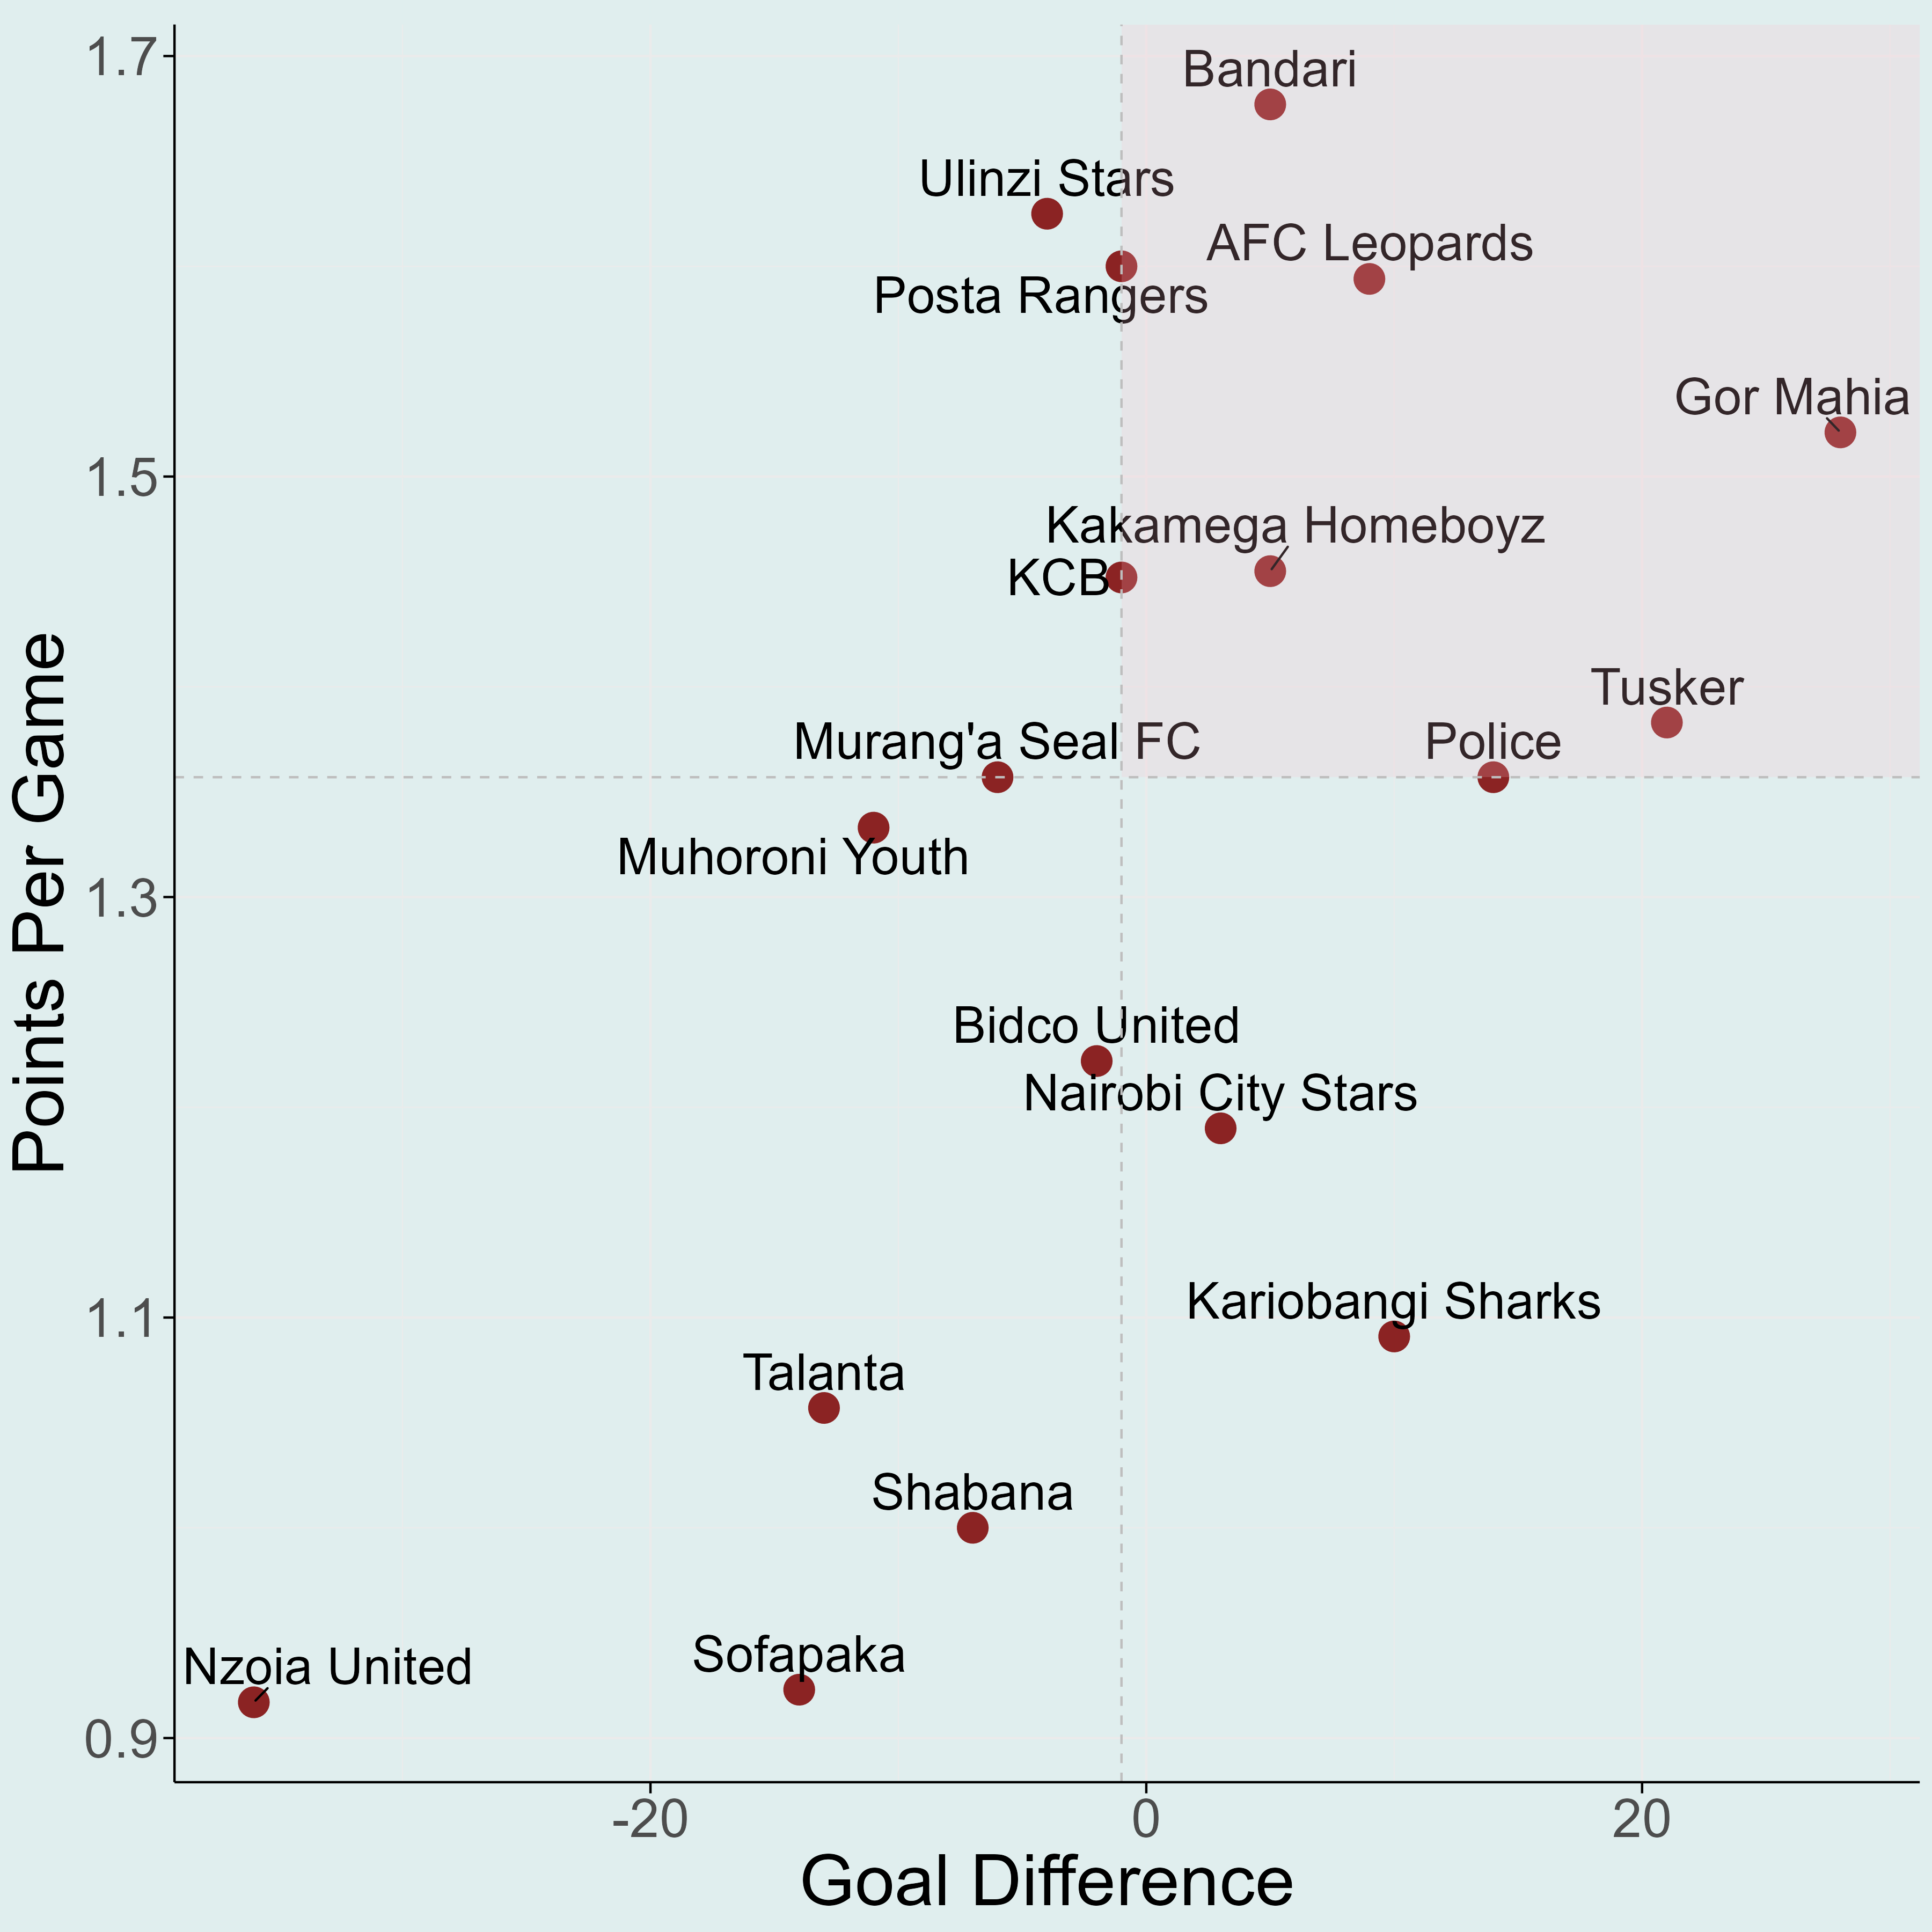 1.7
Bandari
Ulinzi Stars
AFC Leopards
Posta Rangers
Gor Mahia
1.5
Kakamega Homeboyz
KCB
Tusker
Murang'a Seal FC
Police
Muhoroni Youth
1.3
Points Per Game
Bidco United
Nairobi City Stars
Kariobangi Sharks
1.1
Talanta
Shabana
Sofapaka
Nzoia United
0.9
-20
0
20
Goal Difference